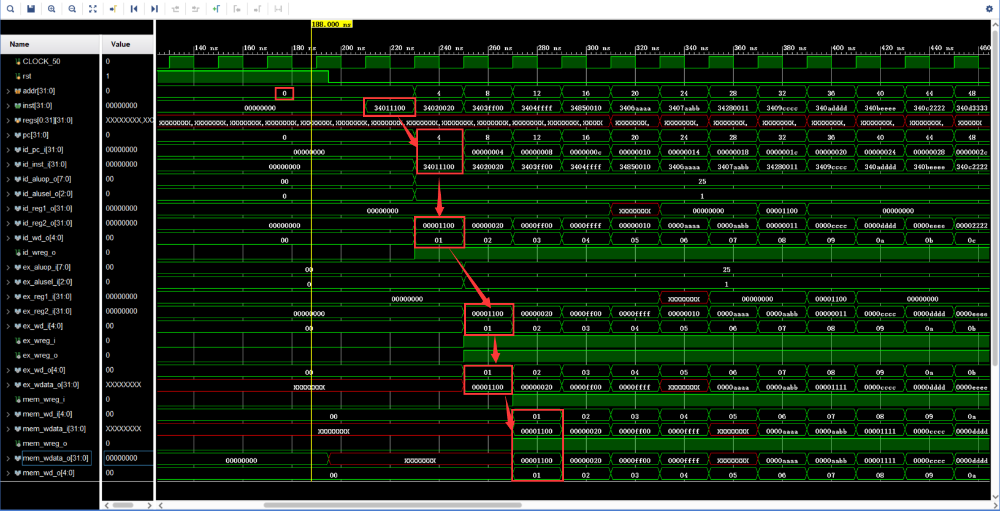 188.000 ns
Name Value
140 ns 160 ns 180 ns 200 ns 220 ns 240 ns 260 ns 280 ns 300 ns 320 ns 340 ns 360 ns 380 ns 400 ns 420 ns 440 ns 460
CLOCK_50 0
rst 1
addr[31:0] 0 0 4 8 12 16 20 24 28 32 36 40 44 48
inst[31:0] 00000000 00000000 34011100 34020020 3403ff00 3404ffff 34850010 3406aaaa 3407aabb 34280011 3409cccc 340adddd 340beeee 340c2222 340d3333
regs[0:31][31:0] XXXXXXXX,XX XXXXXXXX,XXXXXXXX,XXXXXXXX,XXXXXXXX,XXXXXXXX,XXXXXXXX,XXXXXXXX,XXXXXXXX,XXXXXXXX,XXXXXXXX,XXXXXXXX,XXXXXXXX,XXXXX XXXXXXXX, XXXXXXXX, XXXXXXXX, XXXXXXXX, XXXXXXXX, XXXXXXXX, XXXXXXXX, XXXXXX
pc[31:0] 0 0 4 8 12 16 20 24 28 32 36 40 44 48
id_pc_i[31:0] 00000000 00000000 00000004 00000008 0000000c 00000010 00000014 00000018 0000001c 00000020 00000024 00000028 0000002c
id_inst_i[31:0] 00000000 00000000 34011100 34020020 3403ff00 3404ffff 34850010 3406aaaa 3407aabb 34280011 3409cccc 340adddd 340beeee 340c2222
id_aluop_o[7:0] 00 00 25
id_alusel_o[2:0] 0 0 1
id_reg1_o[31:0] 00000000 00000000 XXXXXXXX 00000000 00001100 00000000
id_reg2_o[31:0] 00000000 00000000 00001100 00000020 0000ff00 0000ffff 00000010 0000aaaa 0000aabb 00000011 0000cccc 0000dddd 0000eeee 00002222
id_wd_o[4:0] 00 00 01 02 03 04 05 06 07 08 09 0a 0b 0c
id_wreg_o 0
ex_aluop_i[7:0] 00 00 25
ex_alusel_i[2:0] 0 0 1
ex_reg1_i[31:0] 00000000 00000000 XXXXXXXX 00000000 00001100 00000000
ex_reg2_i[31:0] 00000000 00000000 00001100 00000020 0000ff00 0000ffff 00000010 0000aaaa 0000aabb 00000011 0000cccc 0000dddd 0000eeee
ex_wd_i[4:0] 00 00 01 02 03 04 05 06 07 08 09 0a 0b
ex_wreg_i 0
ex_wreg_o 0
ex_wd_o[4:0] 00 00 01 02 03 04 05 06 07 08 09 0a 0b
ex_wdata_o[31:0] XXXXXXXX XXXXXXXX 00001100 00000020 0000ff00 0000ffff XXXXXXXX 0000aaaa 0000aabb 00001111 0000cccc 0000dddd 0000eeee
mem_wreg_i 0
mem_wd_i[4:0] 00 00 01 02 03 04 05 06 07 08 09 0a
mem_wdata_i[31:0] XXXXXXXX XXXXXXXX 00001100 00000020 0000ff00 0000ffff XXXXXXXX 0000aaaa 0000aabb 00001111 0000cccc 0000dddd
mem_wreg_o 0
mem_wdata_o[31:0] 00000000 00000000 XXXXXXXX 00001100 00000020 0000ff00 0000ffff XXXXXXXX 0000aaaa 0000aabb 00001111 0000cccc 0000dddd
mem_wd_o[4:0] 00 00 01 02 03 04 05 06 07 08 09 0a